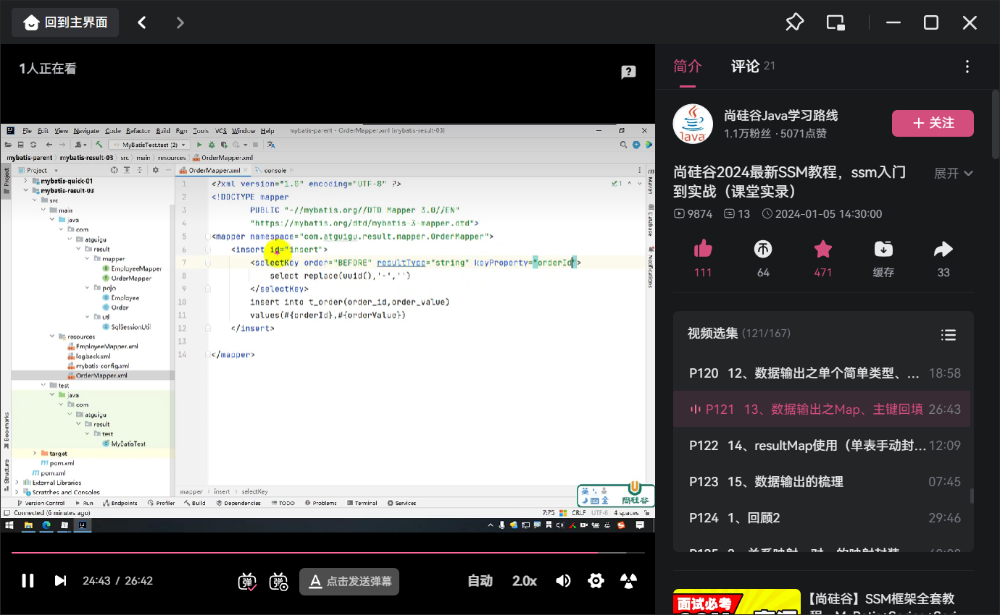 回到主界面
1人正在看
File Edit View Navigate Code Refactor Build Run Tools VCS Window Help mybatis-parent - OrderMapper.xml [mybatis-result-03]
MyBatisTest.test (2)
mybatis-parent mybatis-result-03 src main resources OrderMapper.xml
Project
OrderMapper.xml
console
mybatis-quick-01
mybatis-result-03
src
main
java
com
atguigu
result
mapper
EmployeeMapper
OrderMapper
pojo
Employee
Order
util
SqlSessionUtil
resources
EmployeeMapper.xml
logback.xml
mybatis-config.xml
OrderMapper.xml
test
java
com
atguigu
result
test
MyBatisTest
target
pom.xml
pom.xml
External Libraries
Scratches and Consoles
Project
Bookmarks
Structure
1 <?xml version="1.0" encoding="UTF-8" ?>
2 <!DOCTYPE mapper
3 PUBLIC "-//mybatis.org//DTD Mapper 3.0//EN"
4 "https://mybatis.org/dtd/mybatis-3-mapper.dtd">
5 <mapper namespace="com.atguigu.result.mapper.OrderMapper">
6 <insert id="insert">
7 <selectKey order="BEFORE" resultType="string" keyProperty="orderId">
8 select replace(uuid(),'-','')
9 </selectKey>
10 insert into t_order(order_id,order_value)
11 values(#{orderId},#{orderValue})
12 </insert>
13
14 </mapper>
1
Maven
Database
Notifications
mapper insert selectKey
英
全
尚硅谷
Version Control Run Endpoints Profiler Build Dependencies TODO Problems Terminal Services
Connected (6 minutes ago)
7:75 CRLF UTF-8 4 spaces
英
24:43 / 26:42
弹
弹
点击发送弹幕
自动
2.0x
简介
评论 21
Java
尚硅谷Java学习路线
1.1万粉丝 · 5071点赞
+ 关注
尚硅谷2024最新SSM教程，ssm入门
到实战（课堂实录）
展开
9874 13 2024-01-05 14:30:00
111
64
471
缓存
33
视频选集 (121/167)
P120 12、数据输出之单个简单类型、... 18:58
P121 13、数据输出之Map、主键回填 26:43
P122 14、resultMap使用（单表手动封... 12:09
P123 15、数据输出的梳理 07:45
P124 1、回顾2 29:46
面试必考
【尚硅谷】SSM框架全套教